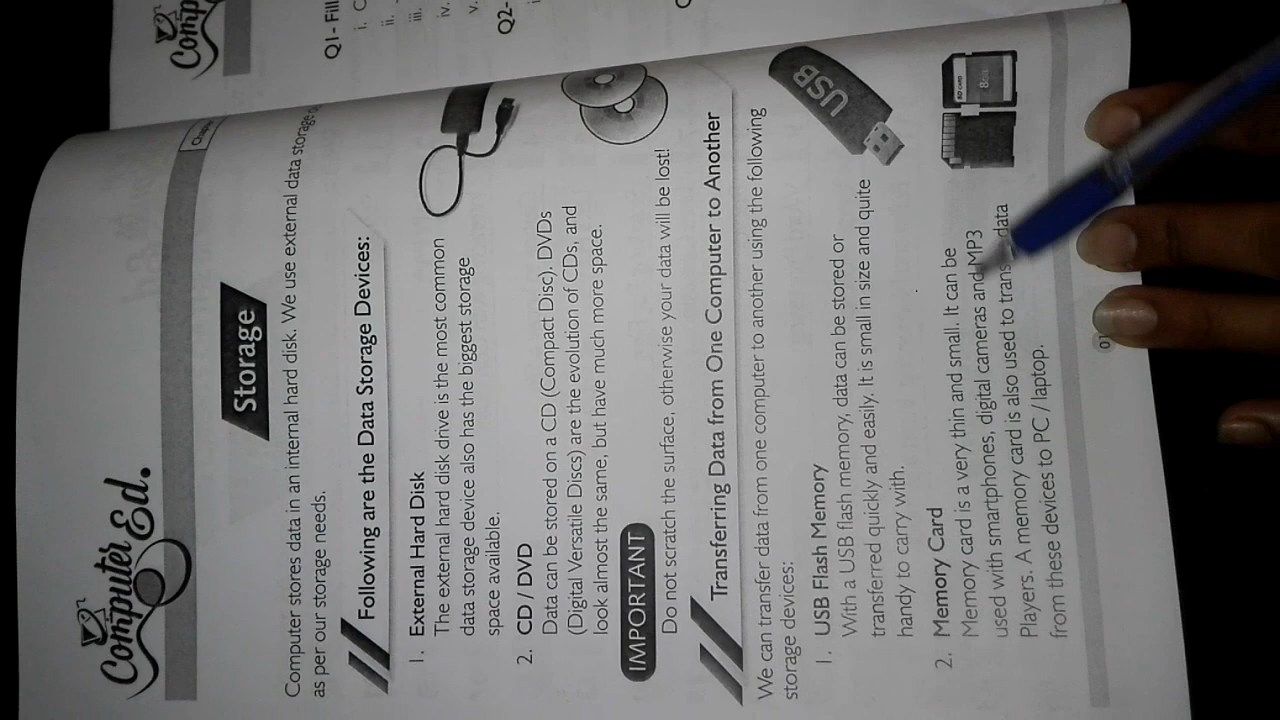 Computer Ed.
Storage
Computer stores data in an internal hard disk. We use external data storage
as per our storage needs.
Following are the Data Storage Devices:
1. External Hard Disk
The external hard disk drive is the most common
data storage device also has the biggest storage
space available.
2. CD / DVD
Data can be stored on a CD (Compact Disc). DVDs
(Digital Versatile Discs) are the evolution of CDs, and
look almost the same, but have much more space.
IMPORTANT
Do not scratch the surface, otherwise your data will be lost!
Transferring Data from One Computer to Another
We can transfer data from one computer to another using the following
storage devices:
1. USB Flash Memory
With a USB flash memory, data can be stored or
transferred quickly and easily. It is small in size and quite
handy to carry with.
USB
2. Memory Card
Memory card is a very thin and small. It can be
used with smartphones, digital cameras and MP3
Players. A memory card is also used to data
from these devices to PC / laptop.
SD CARD
8GB
Comp
Q1- Fill
i.
ii.
iii.
iv.
v.
Q2-